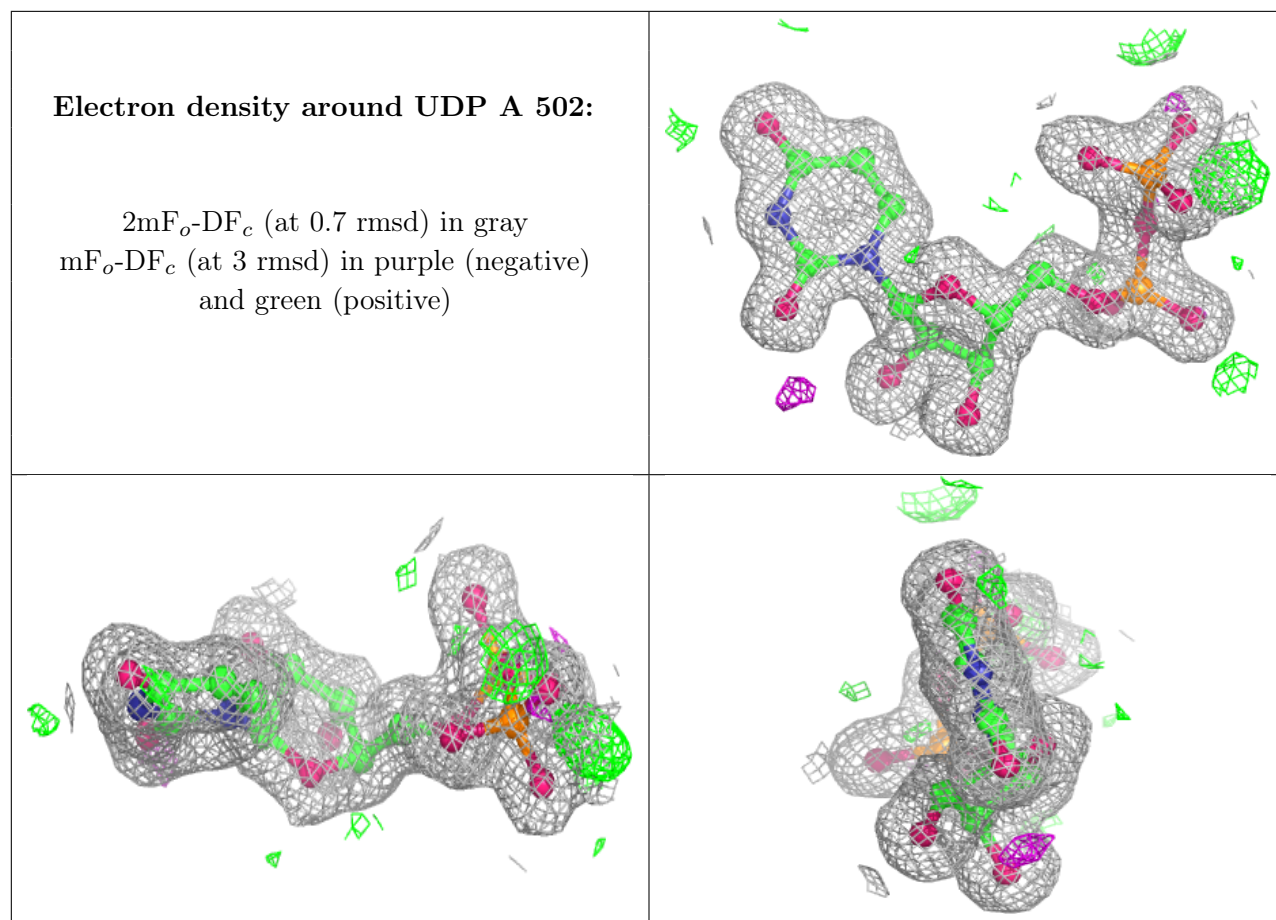 Electron density around UDP A 502:
2mFₒ-DF𝒸 (at 0.7 rmsd) in gray
mFₒ-DF𝒸 (at 3 rmsd) in purple (negative)
and green (positive)